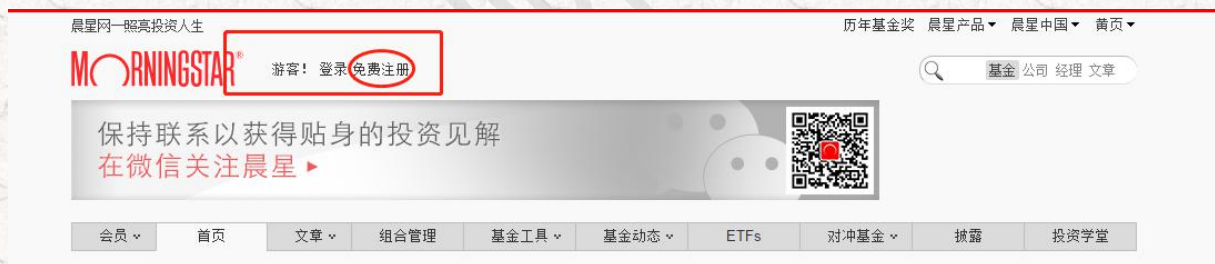 晨星网—照亮投资人生
历年基金奖 晨星产品▾ 晨星中国▾ 黄页▾
MORNINGSTAR® 游客! 登录 免费注册
基金 公司 经理 文章
保持联系以获得贴身的投资见解
在微信关注晨星▸
会员 首页 文章 组合管理 基金工具 基金动态 ETFs 对冲基金 披露 投资学堂